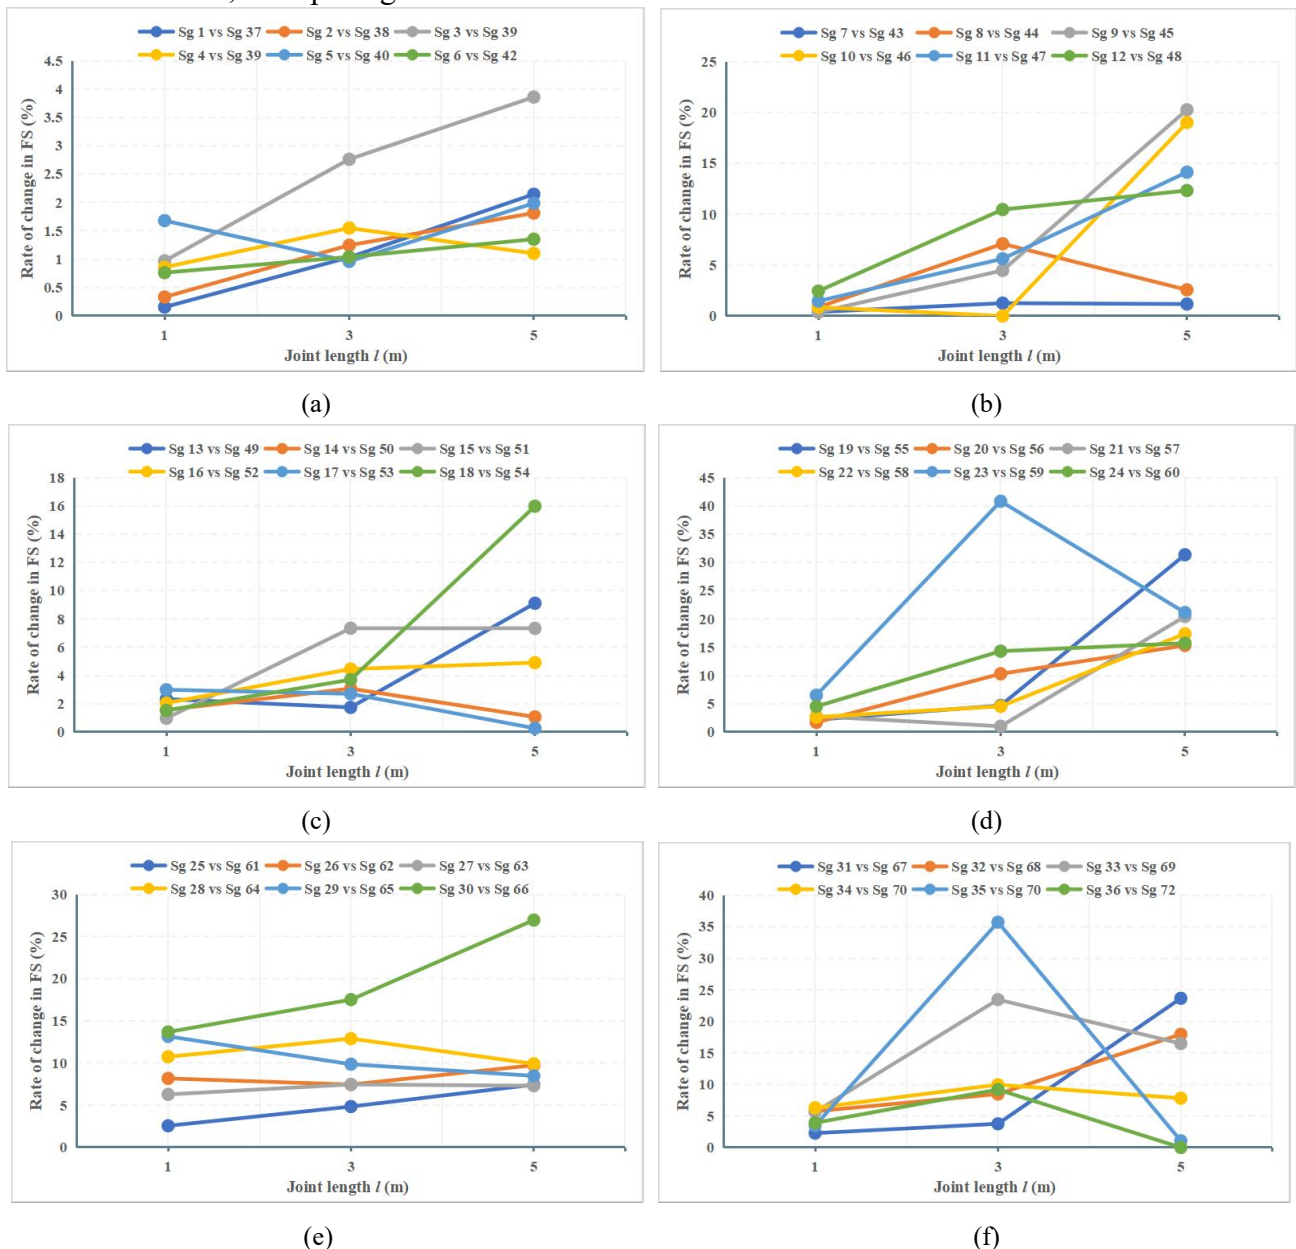 Sg 1 vs Sg 37 Sg 2 vs Sg 38 Sg 3 vs Sg 39
Sg 4 vs Sg 39 Sg 5 vs Sg 40 Sg 6 vs Sg 42
Rate of change in FS (%)
4.5
4
3.5
3
2.5
2
1.5
1
0.5
0
1 3 5
Joint length l (m)
(a)
Sg 7 vs Sg 43 Sg 8 vs Sg 44 Sg 9 vs Sg 45
Sg 10 vs Sg 46 Sg 11 vs Sg 47 Sg 12 vs Sg 48
Rate of change in FS (%)
25
20
15
10
5
0
1 3 5
Joint length l (m)
(b)
Sg 13 vs Sg 49 Sg 14 vs Sg 50 Sg 15 vs Sg 51
Sg 16 vs Sg 52 Sg 17 vs Sg 53 Sg 18 vs Sg 54
Rate of change in FS (%)
18
16
14
12
10
8
6
4
2
0
1 3 5
Joint length l (m)
(c)
Sg 19 vs Sg 55 Sg 20 vs Sg 56 Sg 21 vs Sg 57
Sg 22 vs Sg 58 Sg 23 vs Sg 59 Sg 24 vs Sg 60
Rate of change in FS (%)
45
40
35
30
25
20
15
10
5
0
1 3 5
Joint length l (m)
(d)
Sg 25 vs Sg 61 Sg 26 vs Sg 62 Sg 27 vs Sg 63
Sg 28 vs Sg 64 Sg 29 vs Sg 65 Sg 30 vs Sg 66
Rate of change in FS (%)
30
25
20
15
10
5
0
1 3 5
Joint length l (m)
(e)
Sg 31 vs Sg 67 Sg 32 vs Sg 68 Sg 33 vs Sg 69
Sg 34 vs Sg 70 Sg 35 vs Sg 70 Sg 36 vs Sg 72
Rate of change in FS (%)
40
35
30
25
20
15
10
5
0
1 3 5
Joint length l (m)
(f)